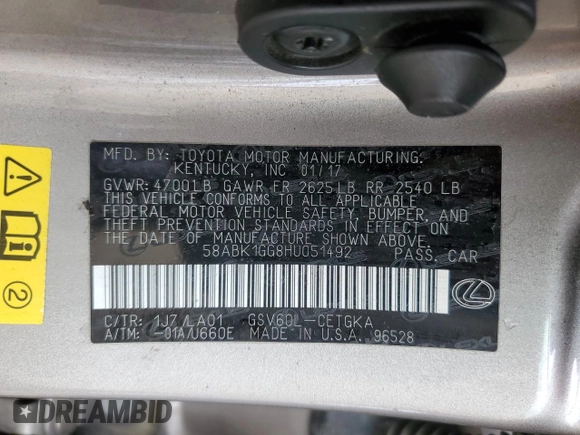 MFD. BY: TOYOTA MOTOR MANUFACTURING.
KENTUCKY, INC 01/17
GVWR: 4700LB GAWR FR 2625LB RR 2540 LB
THIS VEHICLE CONFORMS TO ALL APPLICABLE
FEDERAL MOTOR VEHICLE SAFETY, BUMPER, AND
THEFT PREVENTION STANDARDS IN EFFECT ON
THE DATE OF MANUFACTURE SHOWN ABOVE.
58ABK1GG8HU051492 PASS. CAR
C/TR: 1J7/LA01 GSV60L-CETGKA
A/TM: -01A/U660E MADE IN U.S.A. 96528
2
DREAMBID